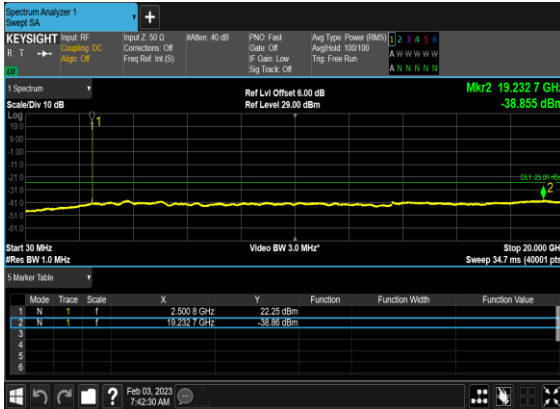 Spectrum Analyzer 1
Swept SA
+
KEYSIGHT Input: RF Input Z: 50 Ω #Atten: 40 dB PNO: Fast Avg Type: Power (RMS) 1 2 3 4 5 6
R T Coupling: DC Corrections: Off Gate: Off Avg|Hold: 100/100 A W W W W W
Align: Off Freq Ref: Int (S) IF Gain: Low Trig: Free Run
Sig Track: Off A N N N N N
1 Spectrum Ref Lvl Offset 6.00 dB Mkr2 19.232 7 GHz
Scale/Div 10 dB Ref Level 29.00 dBm -38.855 dBm
Log
19.0
9.00
-1.00
-11.0
-21.0
-31.0
-41.0
-51.0
-61.0
1
DL1 -25.00 dBm
2
Start 30 MHz Video BW 3.0 MHz* Stop 20.000 GH
#Res BW 1.0 MHz Sweep 34.7 ms (40001 pts
5 Marker Table
Mode Trace Scale X Y Function Function Width Function Value
1 N 1 f 2.500 8 GHz 22.25 dBm
2 N 1 f 19.232 7 GHz -38.86 dBm
3
4
5
6
? Feb 03, 2023
7:42:30 AM